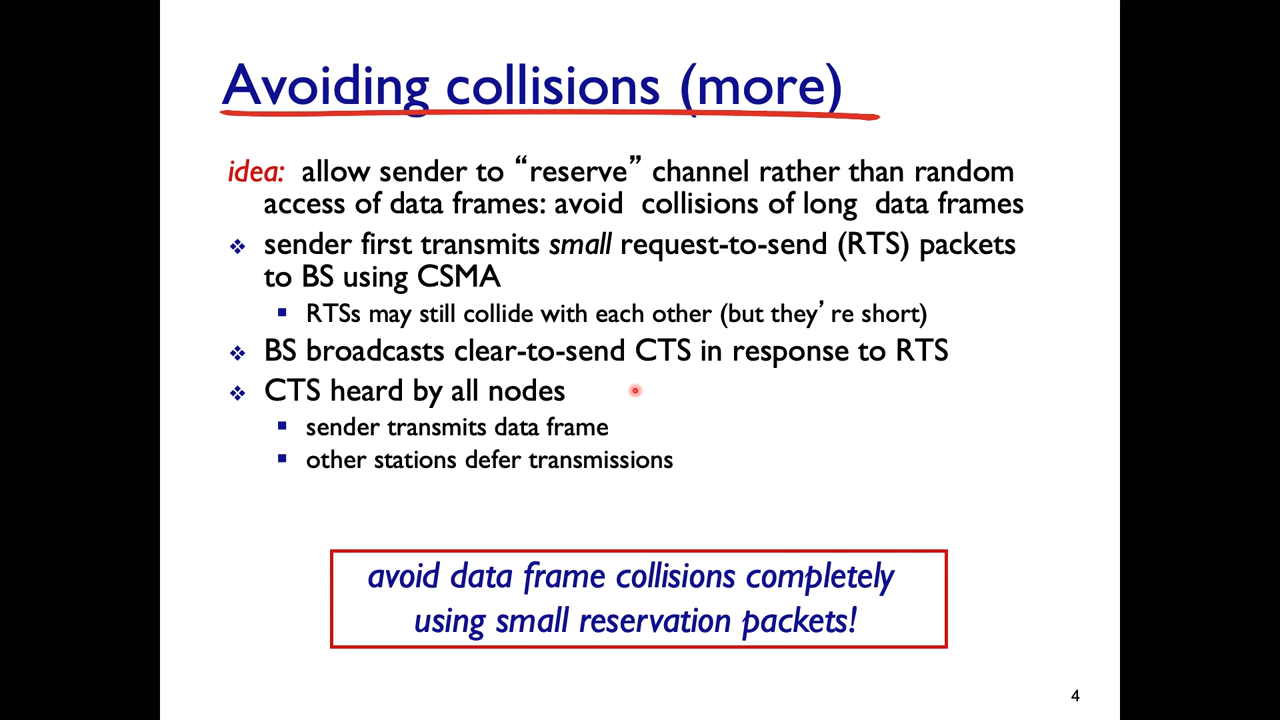 Avoiding collisions (more)
idea: allow sender to “reserve” channel rather than random
access of data frames: avoid collisions of long data frames
❖ sender first transmits small request-to-send (RTS) packets
to BS using CSMA
▪ RTSs may still collide with each other (but they’re short)
❖ BS broadcasts clear-to-send CTS in response to RTS
❖ CTS heard by all nodes
▪ sender transmits data frame
▪ other stations defer transmissions
avoid data frame collisions completely
using small reservation packets!
4